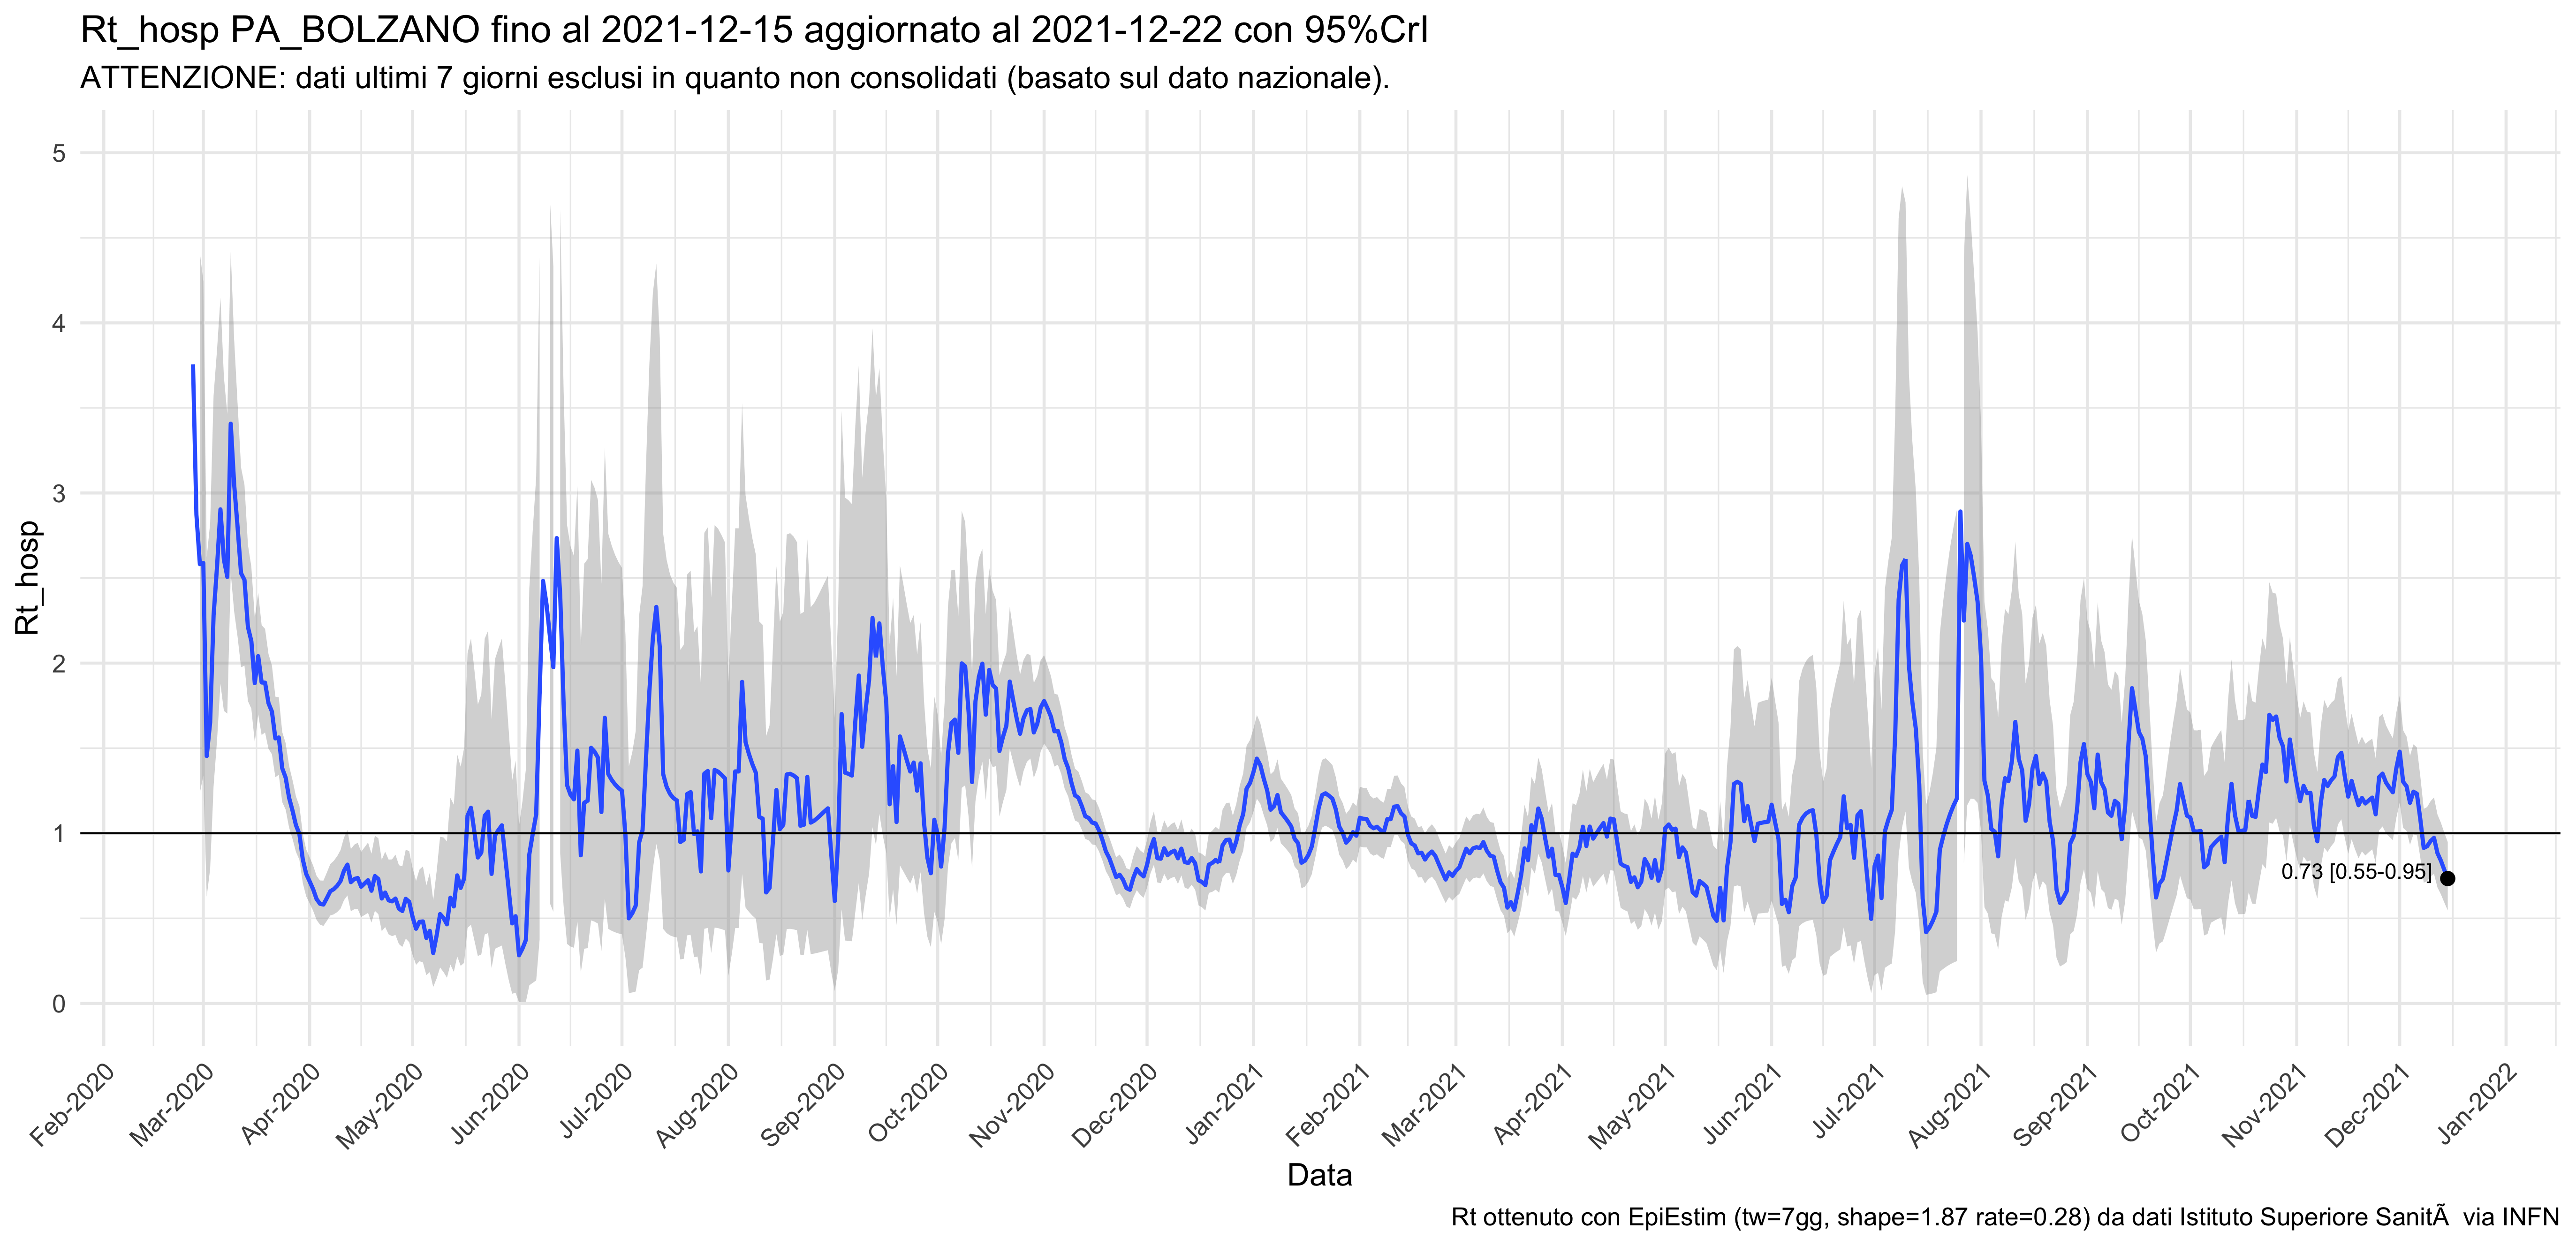 Rt_hosp PA_BOLZANO fino al 2021-12-15 aggiornato al 2021-12-22 con 95%CrI
ATTENZIONE: dati ultimi 7 giorni esclusi in quanto non consolidati (basato sul dato nazionale).
5
4
3
2
1
0
Rt_hosp
0.73 [0.55-0.95]
Feb-2020
Mar-2020
Apr-2020
May-2020
Jun-2020
Jul-2020
Aug-2020
Sep-2020
Oct-2020
Nov-2020
Dec-2020
Jan-2021
Feb-2021
Mar-2021
Apr-2021
May-2021
Jun-2021
Jul-2021
Aug-2021
Sep-2021
Oct-2021
Nov-2021
Dec-2021
Jan-2022
Data
Rt ottenuto con EpiEstim (tw=7gg, shape=1.87 rate=0.28) da dati Istituto Superiore SanitÃ  via INFN